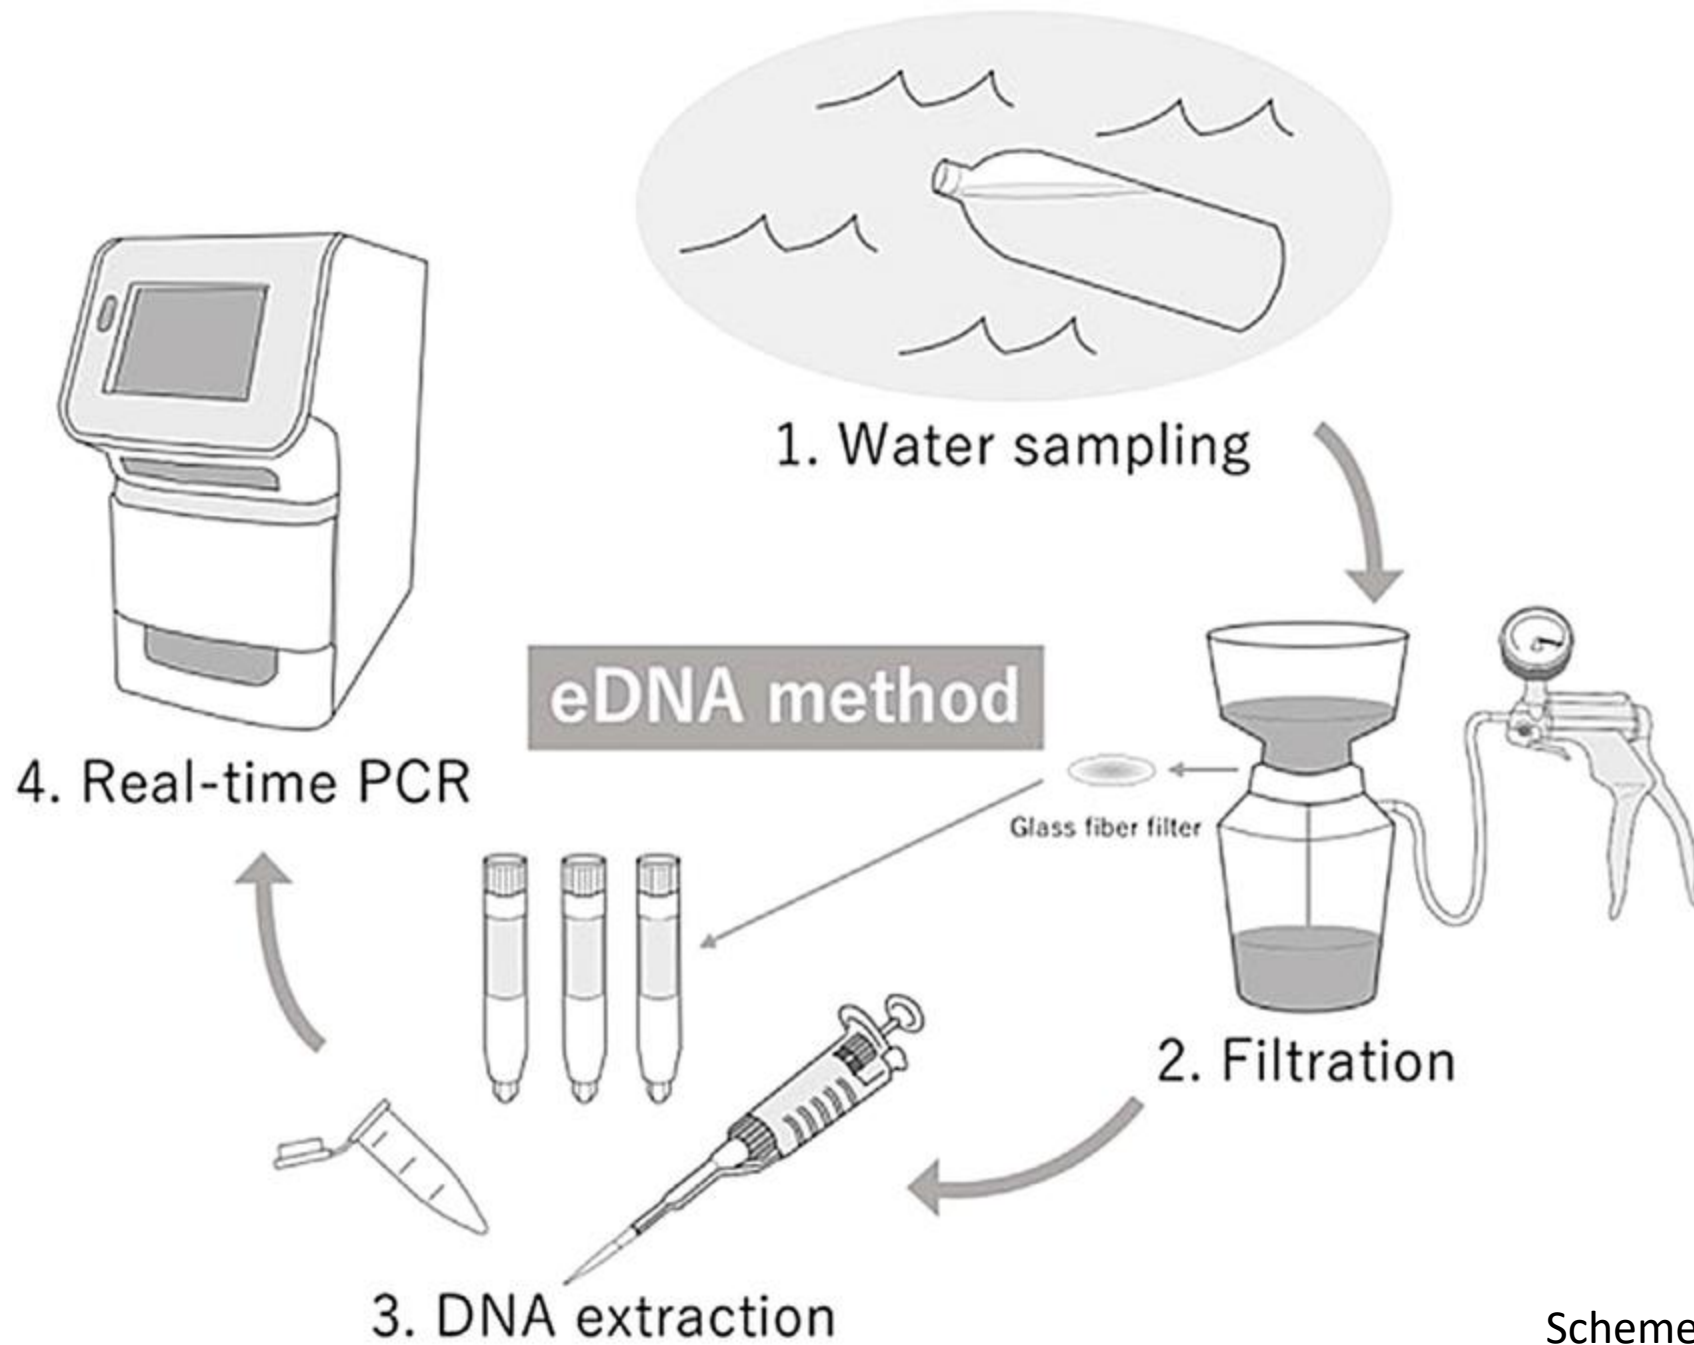 1. Water sampling
eDNA method
Glass fiber filter
2. Filtration
3. DNA extraction
4. Real-time PCR
Scheme